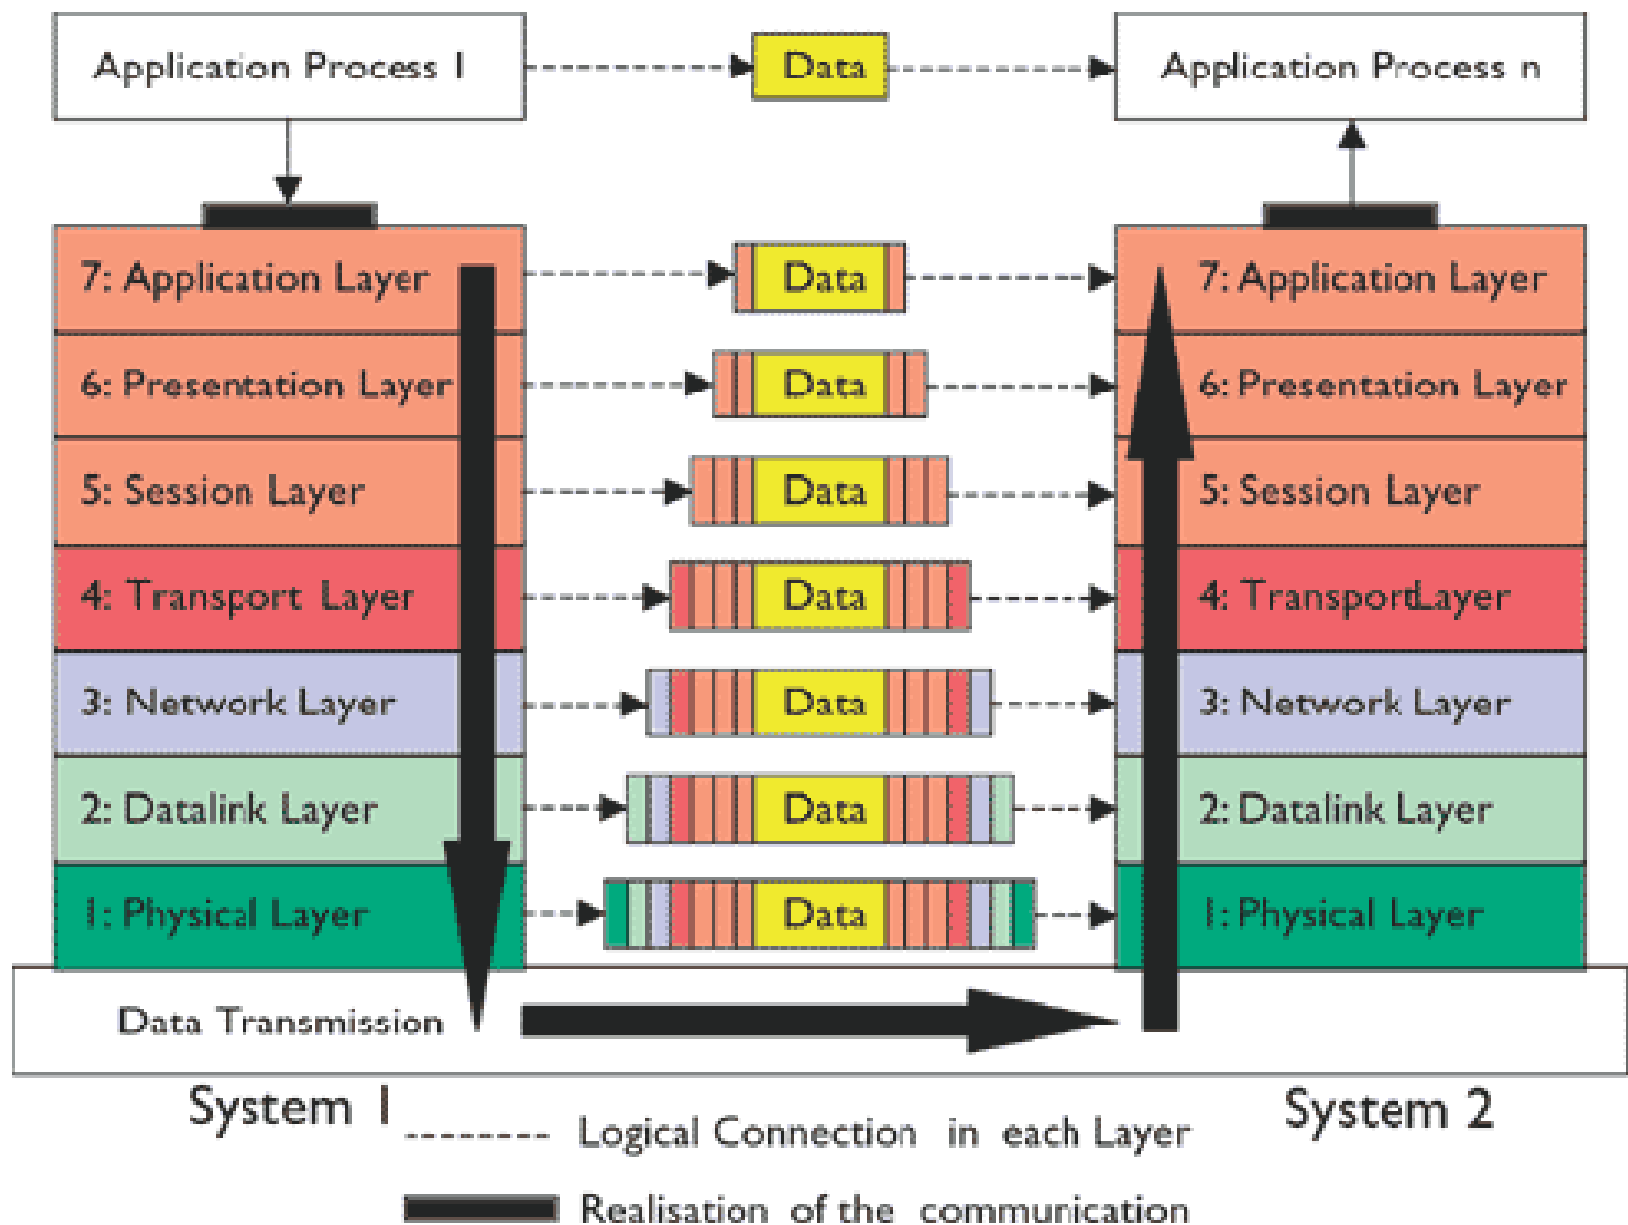 Application Process 1
Data
Application Process n
7: Application Layer
Data
7: Application Layer
6: Presentation Layer
Data
6: Presentation Layer
5: Session Layer
Data
5: Session Layer
4: Transport Layer
Data
4: TransportLayer
3: Network Layer
Data
3: Network Layer
2: Datalink Layer
Data
2: Datalink Layer
1: Physical Layer
Data
1: Physical Layer
Data Transmission
System 1
System 2
Logical Connection in each Layer
Realisation of the communication